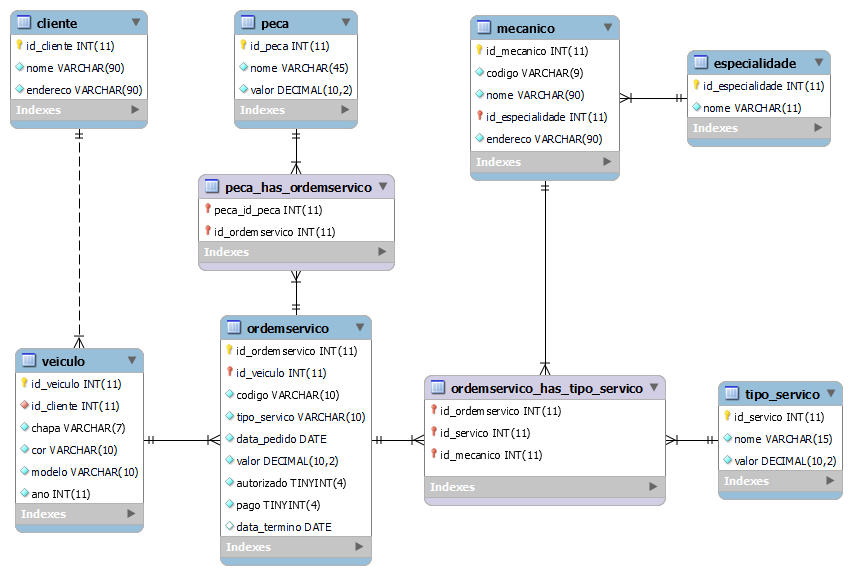 cliente
id_cliente INT(11)
nome VARCHAR(90)
endereco VARCHAR(90)
Indexes
peca
id_peca INT(11)
nome VARCHAR(45)
valor DECIMAL(10,2)
Indexes
mecanico
id_mecanico INT(11)
codigo VARCHAR(9)
nome VARCHAR(90)
id_especialidade INT(11)
endereco VARCHAR(90)
Indexes
especialidade
id_especialidade INT(11)
nome VARCHAR(11)
Indexes
peca_has_ordemservico
peca_id_peca INT(11)
id_ordemservico INT(11)
Indexes
veiculo
id_veiculo INT(11)
id_cliente INT(11)
chapa VARCHAR(7)
cor VARCHAR(10)
modelo VARCHAR(10)
ano INT(11)
Indexes
ordemservico
id_ordemservico INT(11)
id_veiculo INT(11)
codigo VARCHAR(10)
tipo_servico VARCHAR(10)
data_pedido DATE
valor DECIMAL(10,2)
autorizado TINYINT(4)
pago TINYINT(4)
data_termino DATE
Indexes
ordemservico_has_tipo_servico
id_ordemservico INT(11)
id_servico INT(11)
id_mecanico INT(11)
Indexes
tipo_servico
id_servico INT(11)
nome VARCHAR(15)
valor DECIMAL(10,2)
Indexes